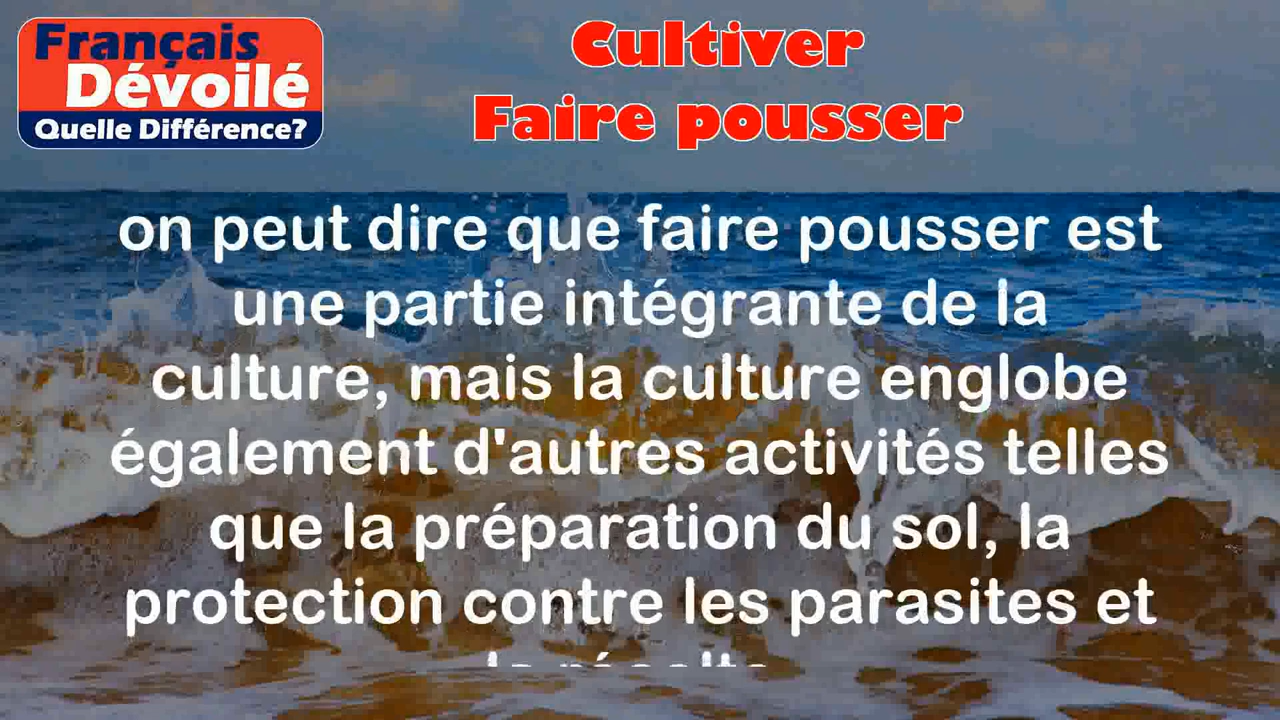 Français
Dévoilé
Quelle Différence?
Cultiver
Faire pousser
on peut dire que faire pousser est
une partie intégrante de la
culture, mais la culture englobe
également d'autres activités telles
que la préparation du sol, la
protection contre les parasites et